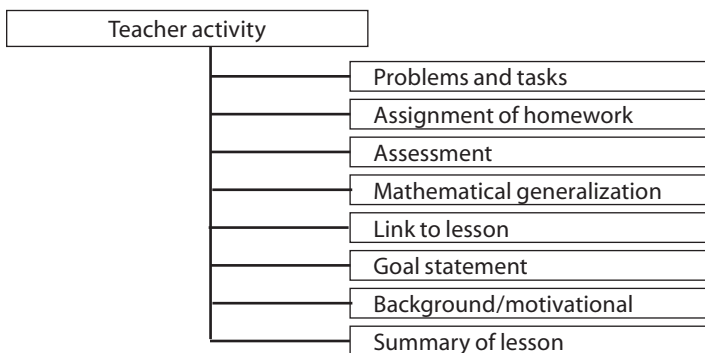 Teacher activity
Problems and tasks
Assignment of homework
Assessment
Mathematical generalization
Link to lesson
Goal statement
Background/motivational
Summary of lesson